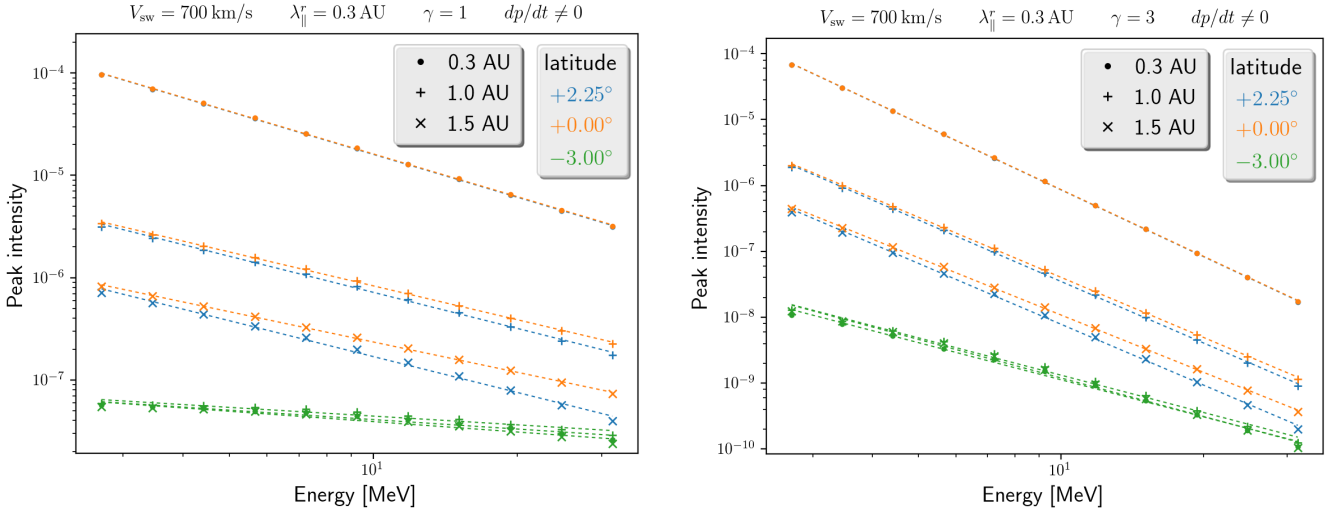 V_sw = 700 km/s λ^r_∥ = 0.3 AU γ = 1 dp/dt ≠ 0
Peak intensity
10⁻⁴
10⁻⁵
10⁻⁶
10⁻⁷
0.3 AU
1.0 AU
1.5 AU
latitude
+2.25°
+0.00°
−3.00°
10¹
Energy [MeV]
V_sw = 700 km/s λ^r_∥ = 0.3 AU γ = 3 dp/dt ≠ 0
Peak intensity
10⁻⁴
10⁻⁵
10⁻⁶
10⁻⁷
10⁻⁸
10⁻⁹
10⁻¹⁰
0.3 AU
1.0 AU
1.5 AU
latitude
+2.25°
+0.00°
−3.00°
10¹
Energy [MeV]